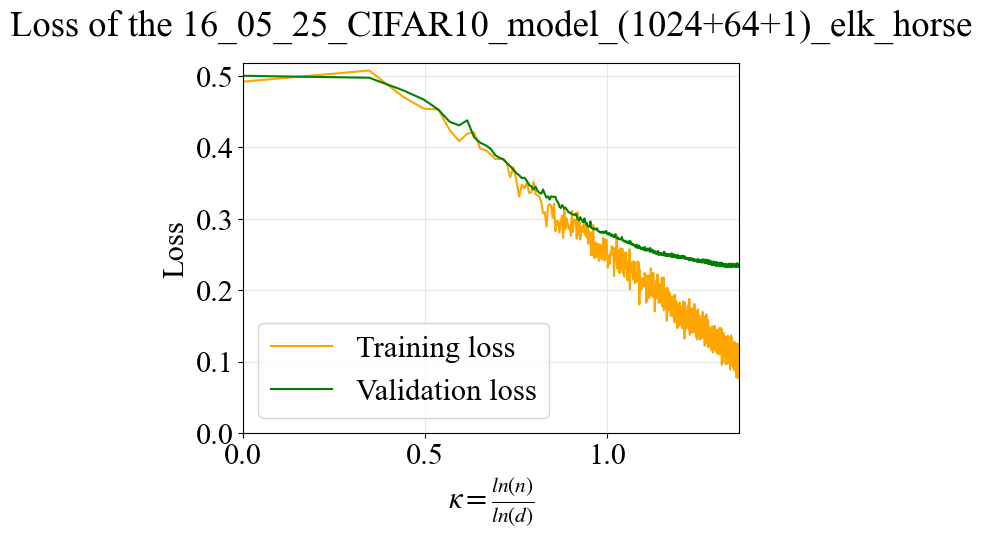 Loss of the 16_05_25_CIFAR10_model_(1024+64+1)_elk_horse
0.5
0.4
0.3
0.2
0.1
0.0
Loss
Training loss
Validation loss
0.0 0.5 1.0
κ = ln(n)/ln(d)